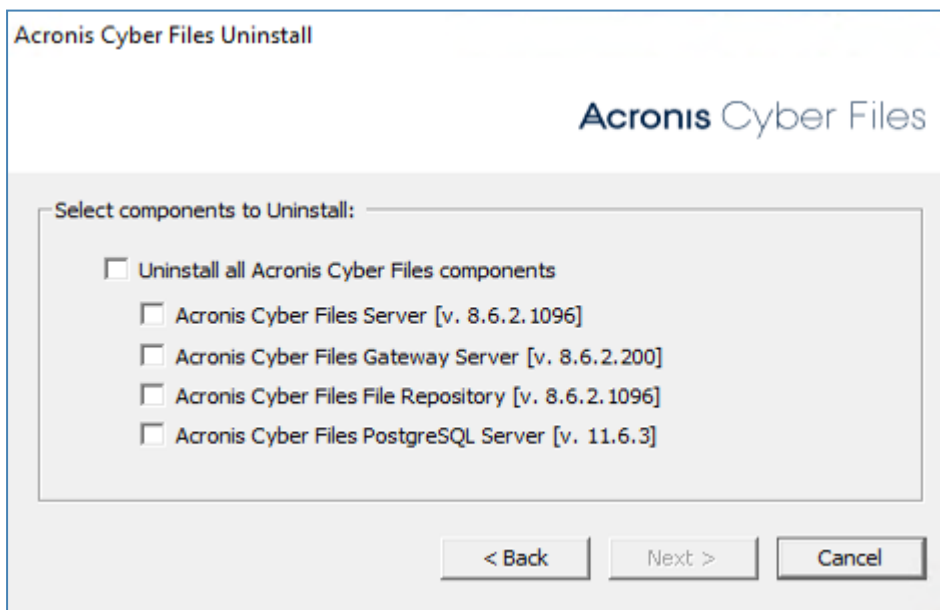 Acronis Cyber Files Uninstall
Acronis Cyber Files
Select components to Uninstall:
Uninstall all Acronis Cyber Files components
Acronis Cyber Files Server [v. 8.6.2.1096]
Acronis Cyber Files Gateway Server [v. 8.6.2.200]
Acronis Cyber Files File Repository [v. 8.6.2.1096]
Acronis Cyber Files PostgreSQL Server [v. 11.6.3]
< Back Next > Cancel